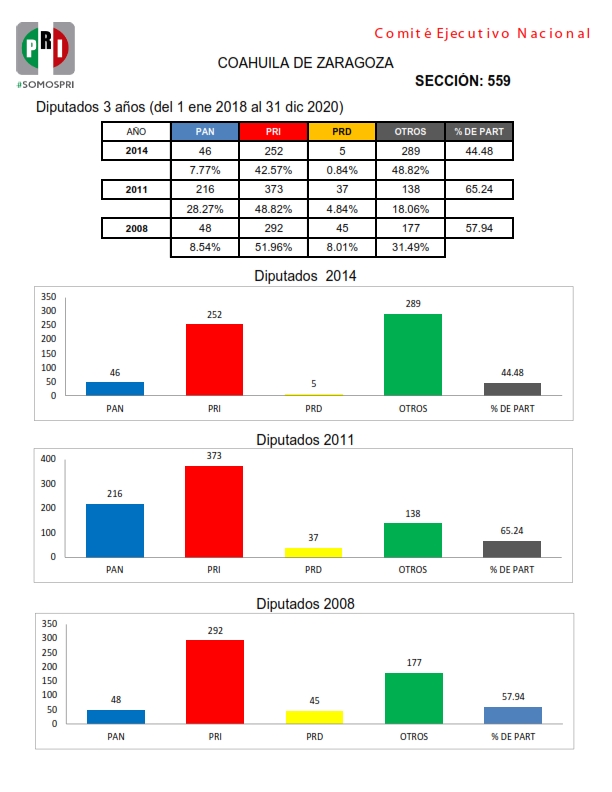 Comité Ejecutivo Nacional
PRI
#SOMOSPRI
COAHUILA DE ZARAGOZA
SECCIÓN: 559
Diputados 3 años (del 1 ene 2018 al 31 dic 2020)
AÑO PAN PRI PRD OTROS % DE PART
2014 46 252 5 289 44.48
7.77% 42.57% 0.84% 48.82%
2011 216 373 37 138 65.24
28.27% 48.82% 4.84% 18.06%
2008 48 292 45 177 57.94
8.54% 51.96% 8.01% 31.49%
Diputados 2014
350
300
250
200
150
100
50
0
46 252 5 289 44.48
PAN PRI PRD OTROS % DE PART
Diputados 2011
400
300
200
100
0
216 373 37 138 65.24
PAN PRI PRD OTROS % DE PART
Diputados 2008
350
300
250
200
150
100
50
0
48 292 45 177 57.94
PAN PRI PRD OTROS % DE PART